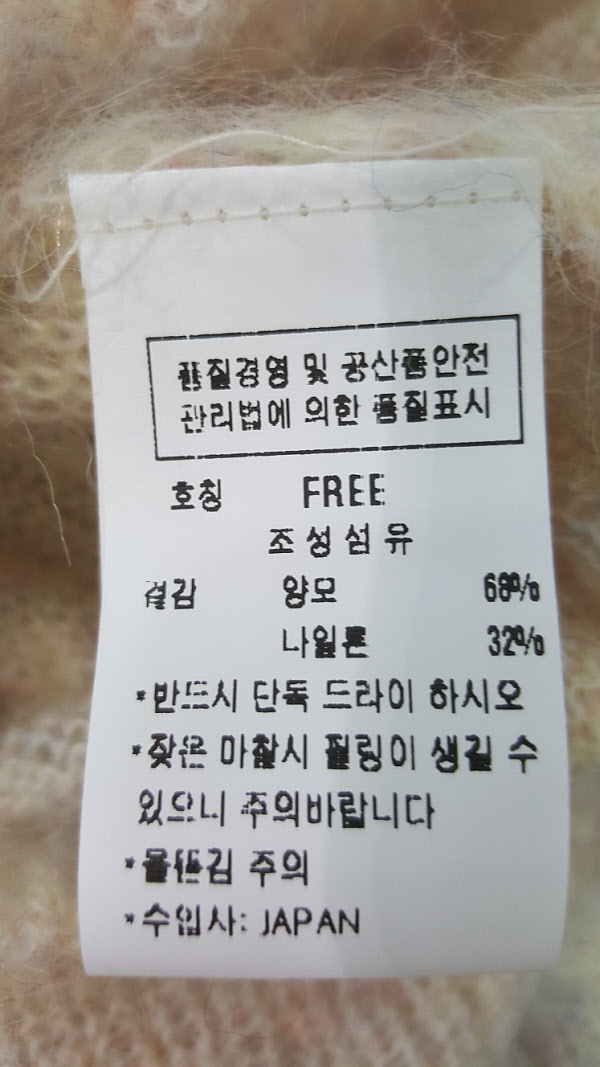 품질경영 및 공산품안전
관리법에 의한 품질표시
호칭 FREE
조성섬유
겉감 양모 68%
나일론 32%
*반드시 단독 드라이 하시오
*잦은 마찰시 필링이 생길 수
있으니 주의바랍니다
*물뜯김 주의
*수입사: JAPAN